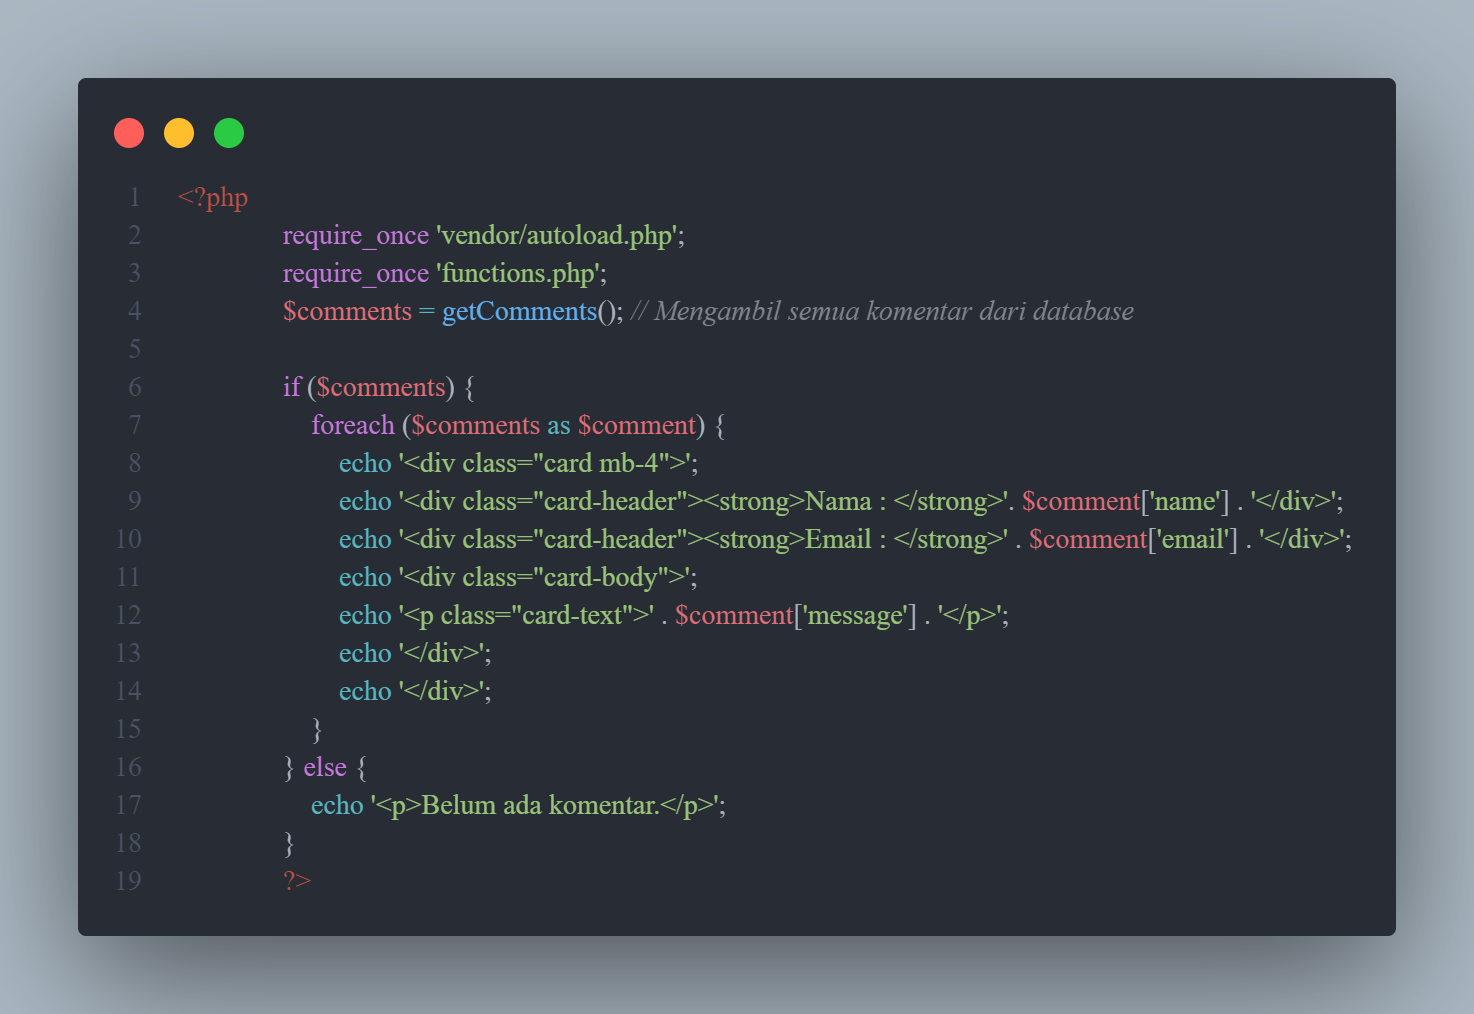 1 <?php
2 require_once 'vendor/autoload.php';
3 require_once 'functions.php';
4 $comments = getComments(); // Mengambil semua komentar dari database
5
6 if ($comments) {
7 foreach ($comments as $comment) {
8 echo '<div class="card mb-4">';
9 echo '<div class="card-header"><strong>Nama : </strong>'. $comment['name'] . '</div>';
10 echo '<div class="card-header"><strong>Email : </strong>' . $comment['email'] . '</div>';
11 echo '<div class="card-body">';
12 echo '<p class="card-text">' . $comment['message'] . '</p>';
13 echo '</div>';
14 echo '</div>';
15 }
16 } else {
17 echo '<p>Belum ada komentar.</p>';
18 }
19 ?>